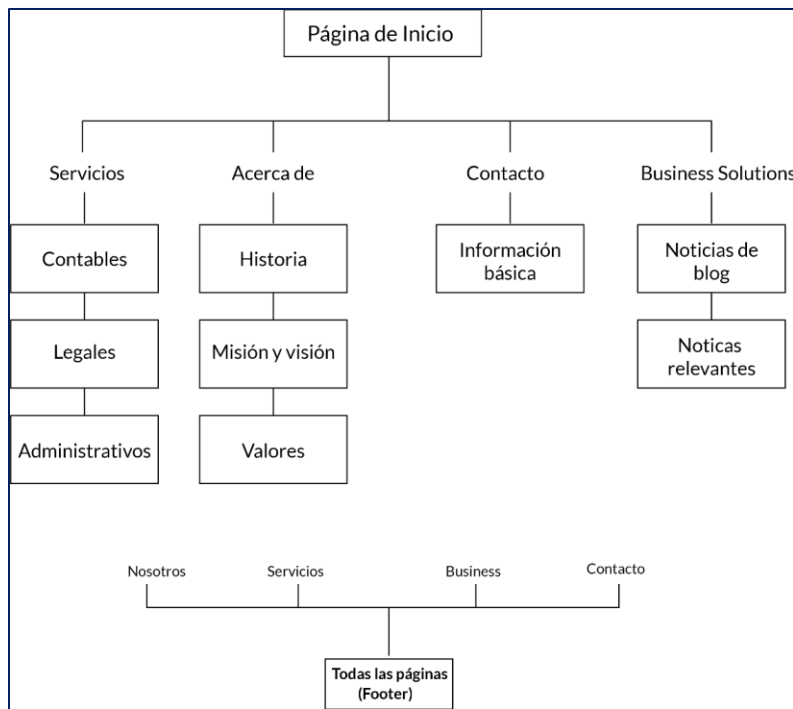 Página de Inicio
Servicios
Acerca de
Contacto
Business Solutions
Contables
Historia
Información
básica
Noticias de
blog
Legales
Misión y visión
Noticas
relevantes
Administrativos
Valores
Nosotros
Servicios
Business
Contacto
Todas las páginas
(Footer)